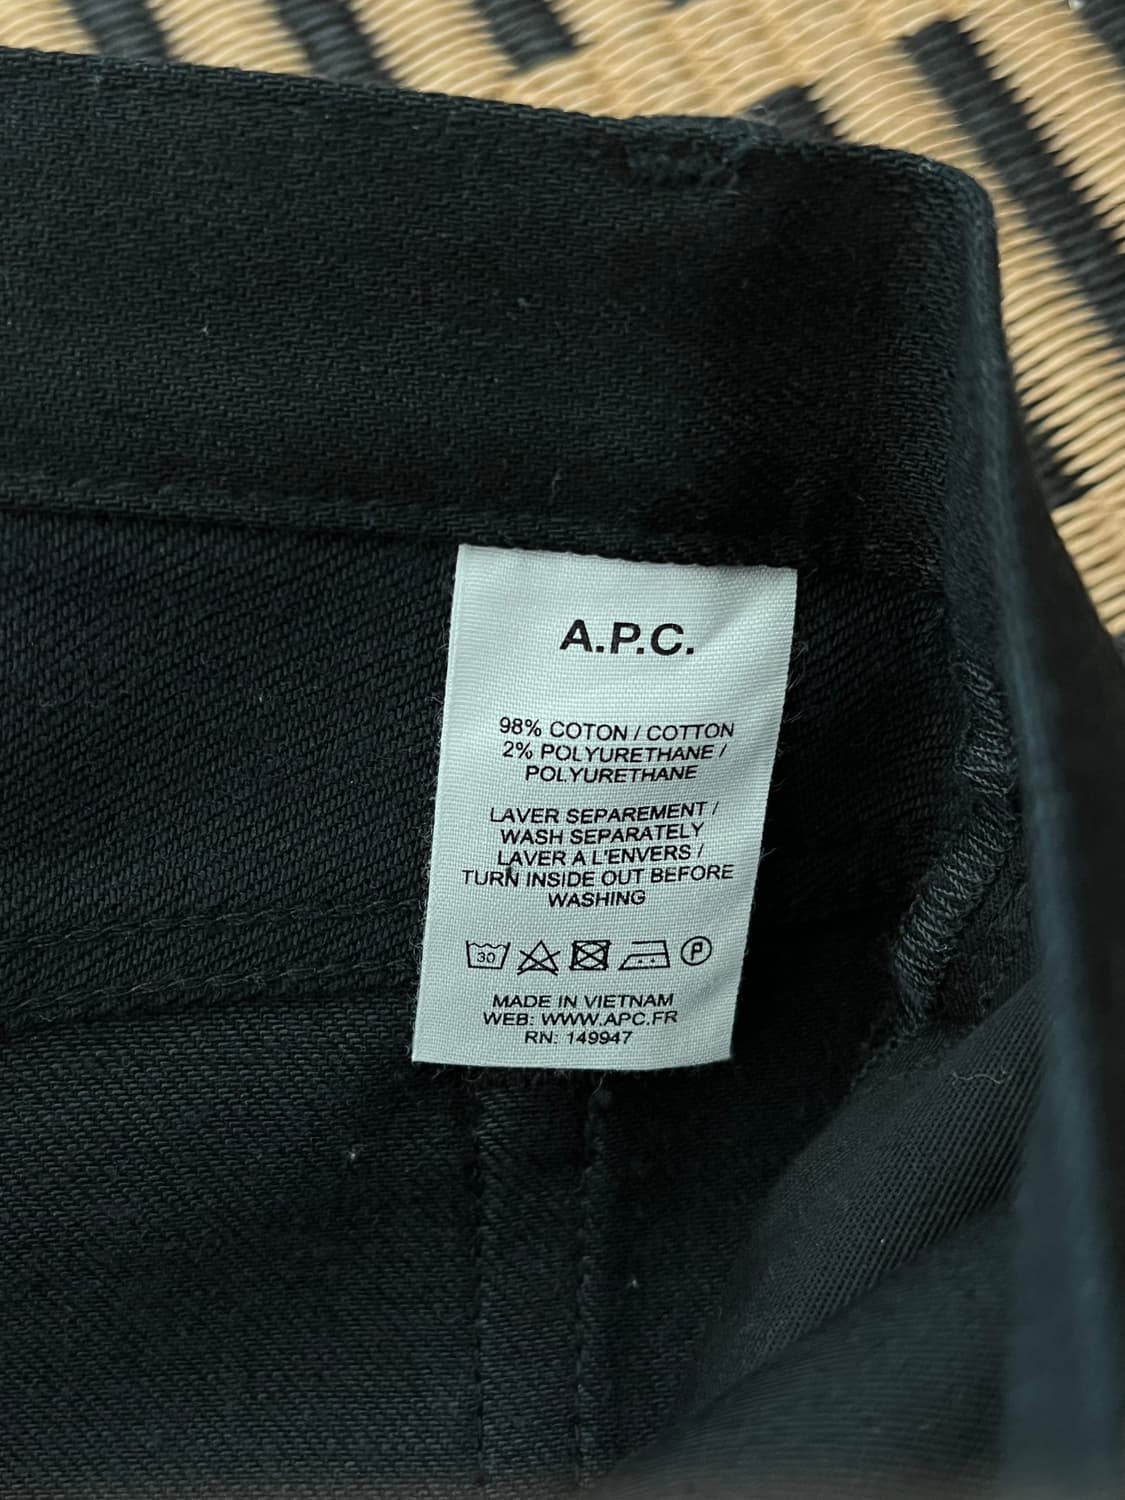 A.P.C.
98% COTON / COTTON
2% POLYURETHANE /
POLYURETHANE
LAVER SEPAREMENT /
WASH SEPARATELY
LAVER A L'ENVERS /
TURN INSIDE OUT BEFORE
WASHING
30 P
MADE IN VIETNAM
WEB: WWW.APC.FR
RN: 149947